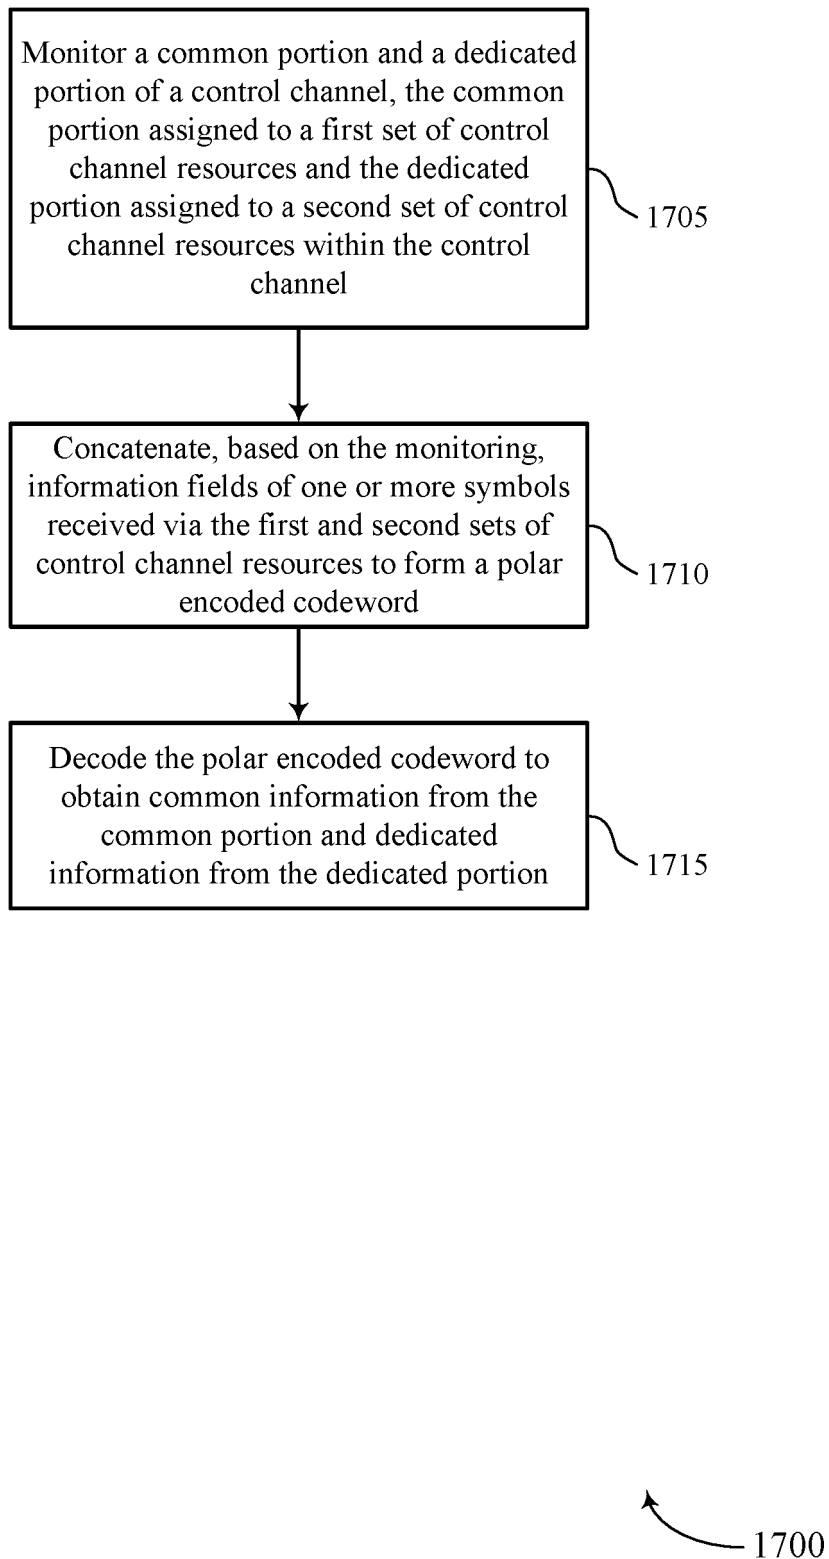 Monitor a common portion and a dedicated
portion of a control channel, the common
portion assigned to a first set of control
channel resources and the dedicated
portion assigned to a second set of control
channel resources within the control
channel
1705
Concatenate, based on the monitoring,
information fields of one or more symbols
received via the first and second sets of
control channel resources to form a polar
encoded codeword
1710
Decode the polar encoded codeword to
obtain common information from the
common portion and dedicated
information from the dedicated portion
1715
1700